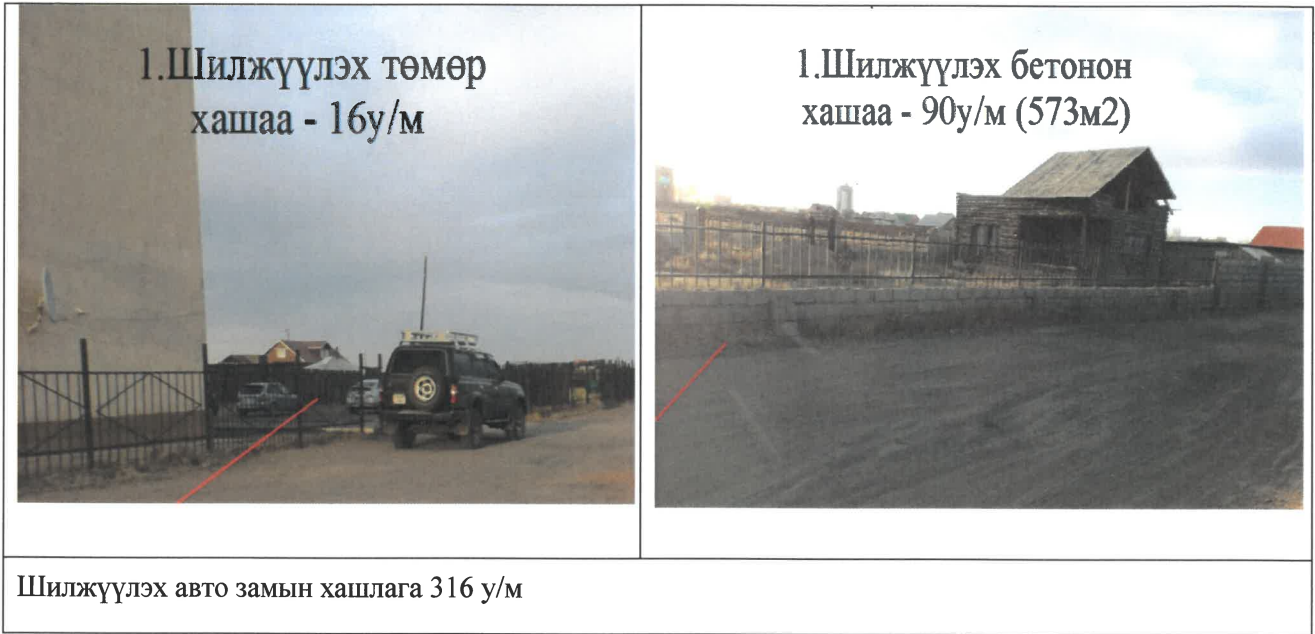 1.Шилжүүлэх төмөр
хашаа - 16у/м
1.Шилжүүлэх бетонон
хашаа - 90у/м (573м2)
Шилжүүлэх авто замын хашлага 316 у/м